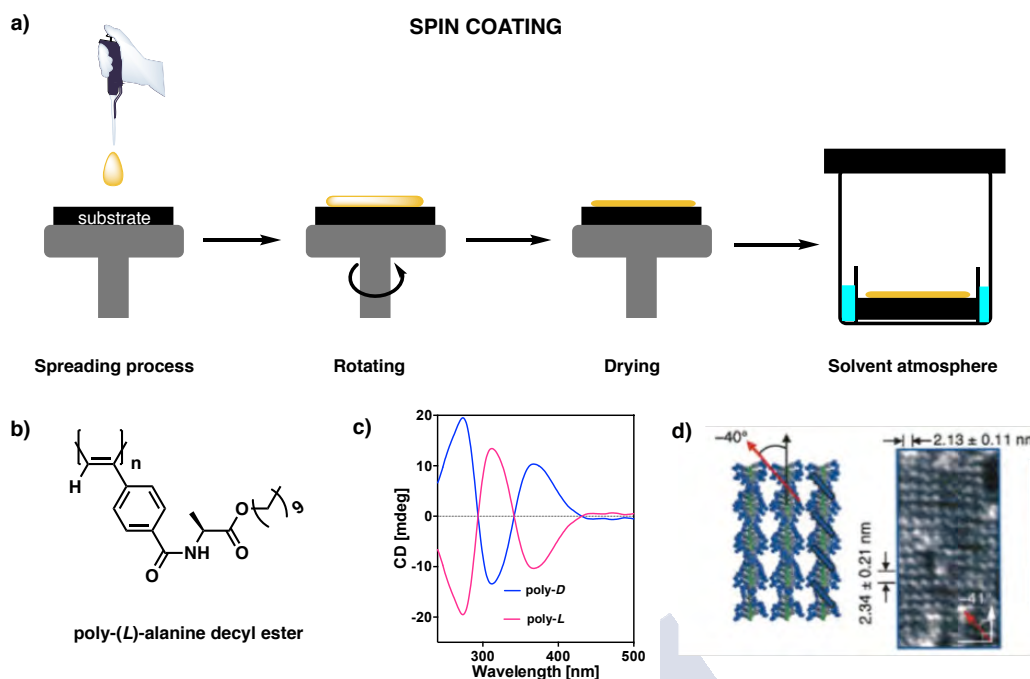 a)
SPIN COATING
substrate
Spreading process
Rotating
Drying
Solvent atmosphere
b)
n
H
O
9
O
NH
O
poly-(L)-alanine decyl ester
c)
20
10
0
-10
-20
CD [mdeg]
poly-D
poly-L
300
400
500
Wavelength [nm]
d)
–40°
2.13 ± 0.11 nm
2.34 ± 0.21 nm